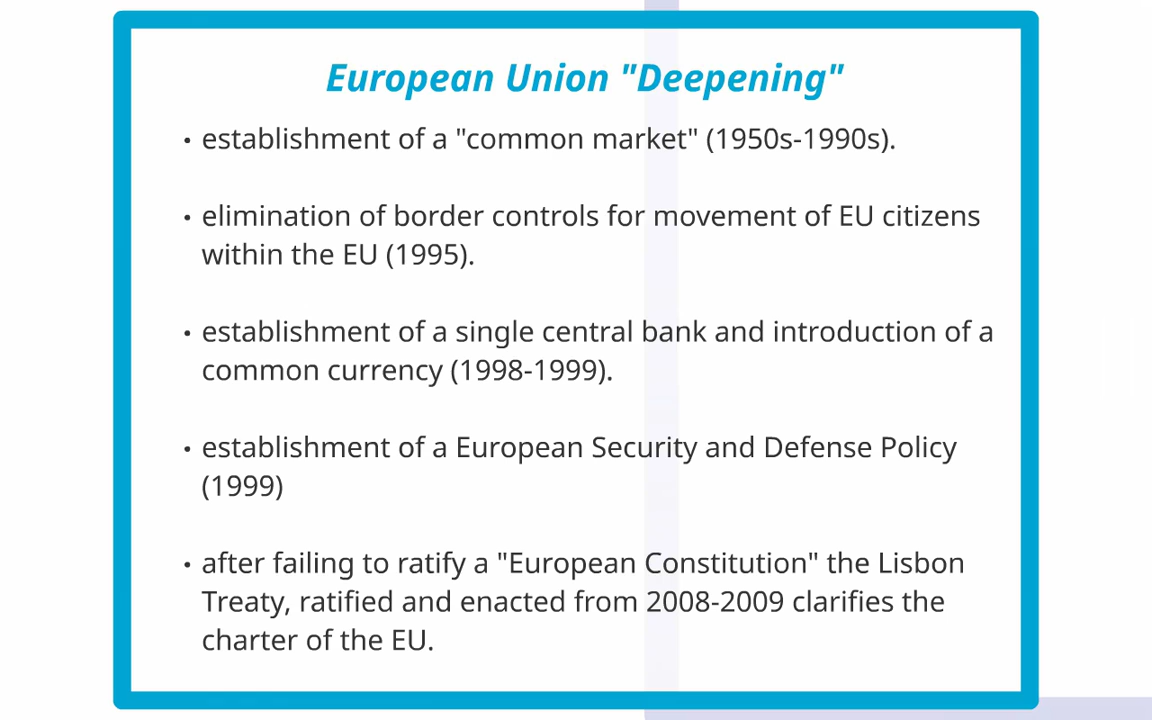 European Union "Deepening"
• establishment of a "common market" (1950s-1990s).
• elimination of border controls for movement of EU citizens
within the EU (1995).
• establishment of a single central bank and introduction of a
common currency (1998-1999).
• establishment of a European Security and Defense Policy
(1999)
• after failing to ratify a "European Constitution" the Lisbon
Treaty, ratified and enacted from 2008-2009 clarifies the
charter of the EU.